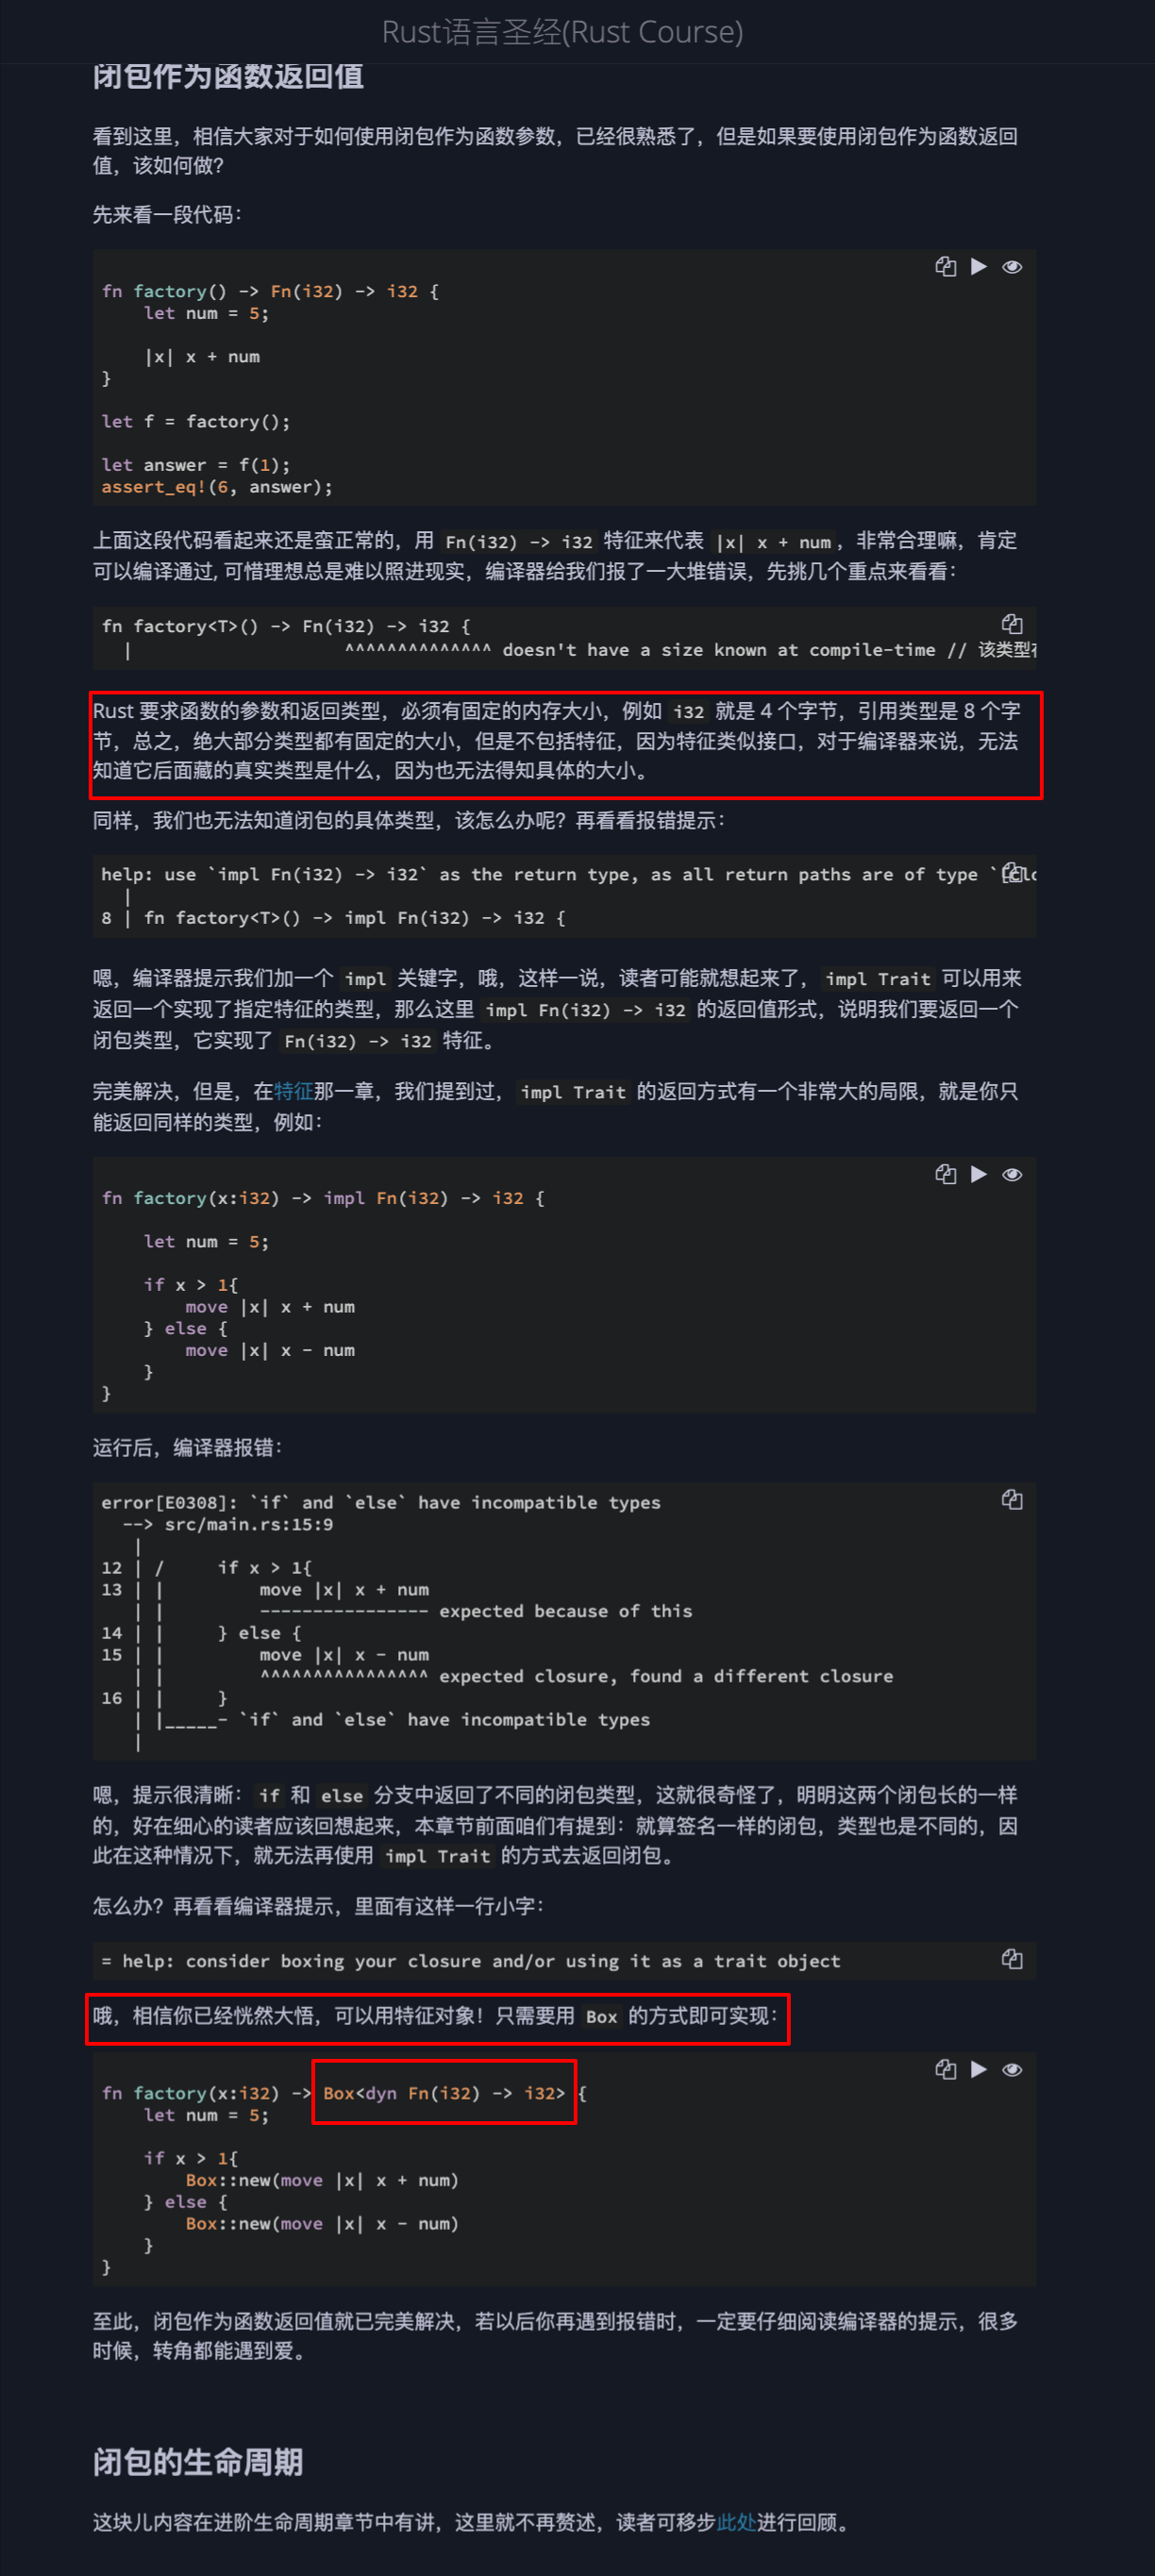 Rust语言圣经(Rust Course)
闭包作为函数返回值
看到这里，相信大家对于如何使用闭包作为函数参数，已经很熟悉了，但是如果要使用闭包作为函数返回
值，该如何做？
先来看一段代码：
fn factory() -> Fn(i32) -> i32 {
    let num = 5;
    |x| x + num
}
let f = factory();
let answer = f(1);
assert_eq!(6, answer);
上面这段代码看起来还是蛮正常的，用 Fn(i32) -> i32 特征来代表 |x| x + num，非常合理嘛，肯定
可以编译通过, 可惜理想总是难以照进现实，编译器给我们报了一大堆错误，先挑几个重点来看看：
fn factory<T>() -> Fn(i32) -> i32 {
  |                    ^^^^^^^^^^^^^^ doesn't have a size known at compile-time // 该类型
Rust 要求函数的参数和返回类型，必须有固定的内存大小，例如 i32 就是 4 个字节，引用类型是 8 个字
节，总之，绝大部分类型都有固定的大小，但是不包括特征，因为特征类似接口，对于编译器来说，无法
知道它后面藏的真实类型是什么，因为也无法得知具体的大小。
同样，我们也无法知道闭包的具体类型，该怎么办呢？再看看报错提示：
help: use `impl Fn(i32) -> i32` as the return type, as all return paths are of type `[clo
  |
8 | fn factory<T>() -> impl Fn(i32) -> i32 {
嗯，编译器提示我们加一个 impl 关键字，哦，这样一说，读者可能就想起来了，impl Trait 可以用来
返回一个实现了指定特征的类型，那么这里 impl Fn(i32) -> i32 的返回值形式，说明我们要返回一个
闭包类型，它实现了 Fn(i32) -> i32 特征。
完美解决，但是，在特征那一章，我们提到过，impl Trait 的返回方式有一个非常大的局限，就是你只
能返回同样的类型，例如：
fn factory(x:i32) -> impl Fn(i32) -> i32 {
    let num = 5;
    if x > 1{
        move |x| x + num
    } else {
        move |x| x - num
    }
}
运行后，编译器报错：
error[E0308]: `if` and `else` have incompatible types
  --> src/main.rs:15:9
   |
12 | /     if x > 1{
13 | |         move |x| x + num
   | |         ---------------- expected because of this
14 | |     } else {
15 | |         move |x| x - num
   | |         ^^^^^^^^^^^^^^^^ expected closure, found a different closure
16 | |     }
   | |_____- `if` and `else` have incompatible types
   |
嗯，提示很清晰：if 和 else 分支中返回了不同的闭包类型，这就很奇怪了，明明这两个闭包长的一样
的，好在细心的读者应该回想起来，本章节前面咱们有提到：就算签名一样的闭包，类型也是不同的，因
此在这种情况下，就无法再使用 impl Trait 的方式去返回闭包。
怎么办？再看看编译器提示，里面有这样一行小字：
= help: consider boxing your closure and/or using it as a trait object
哦，相信你已经恍然大悟，可以用特征对象！只需要用 Box 的方式即可实现：
fn factory(x:i32) -> Box<dyn Fn(i32) -> i32> {
    let num = 5;
    if x > 1{
        Box::new(move |x| x + num)
    } else {
        Box::new(move |x| x - num)
    }
}
至此，闭包作为函数返回值就已完美解决，若以后你再遇到报错时，一定要仔细阅读编译器的提示，很多
时候，转角都能遇到爱。
闭包的生命周期
这块儿内容在进阶生命周期章节中有讲，这里就不再赘述，读者可移步此处进行回顾。